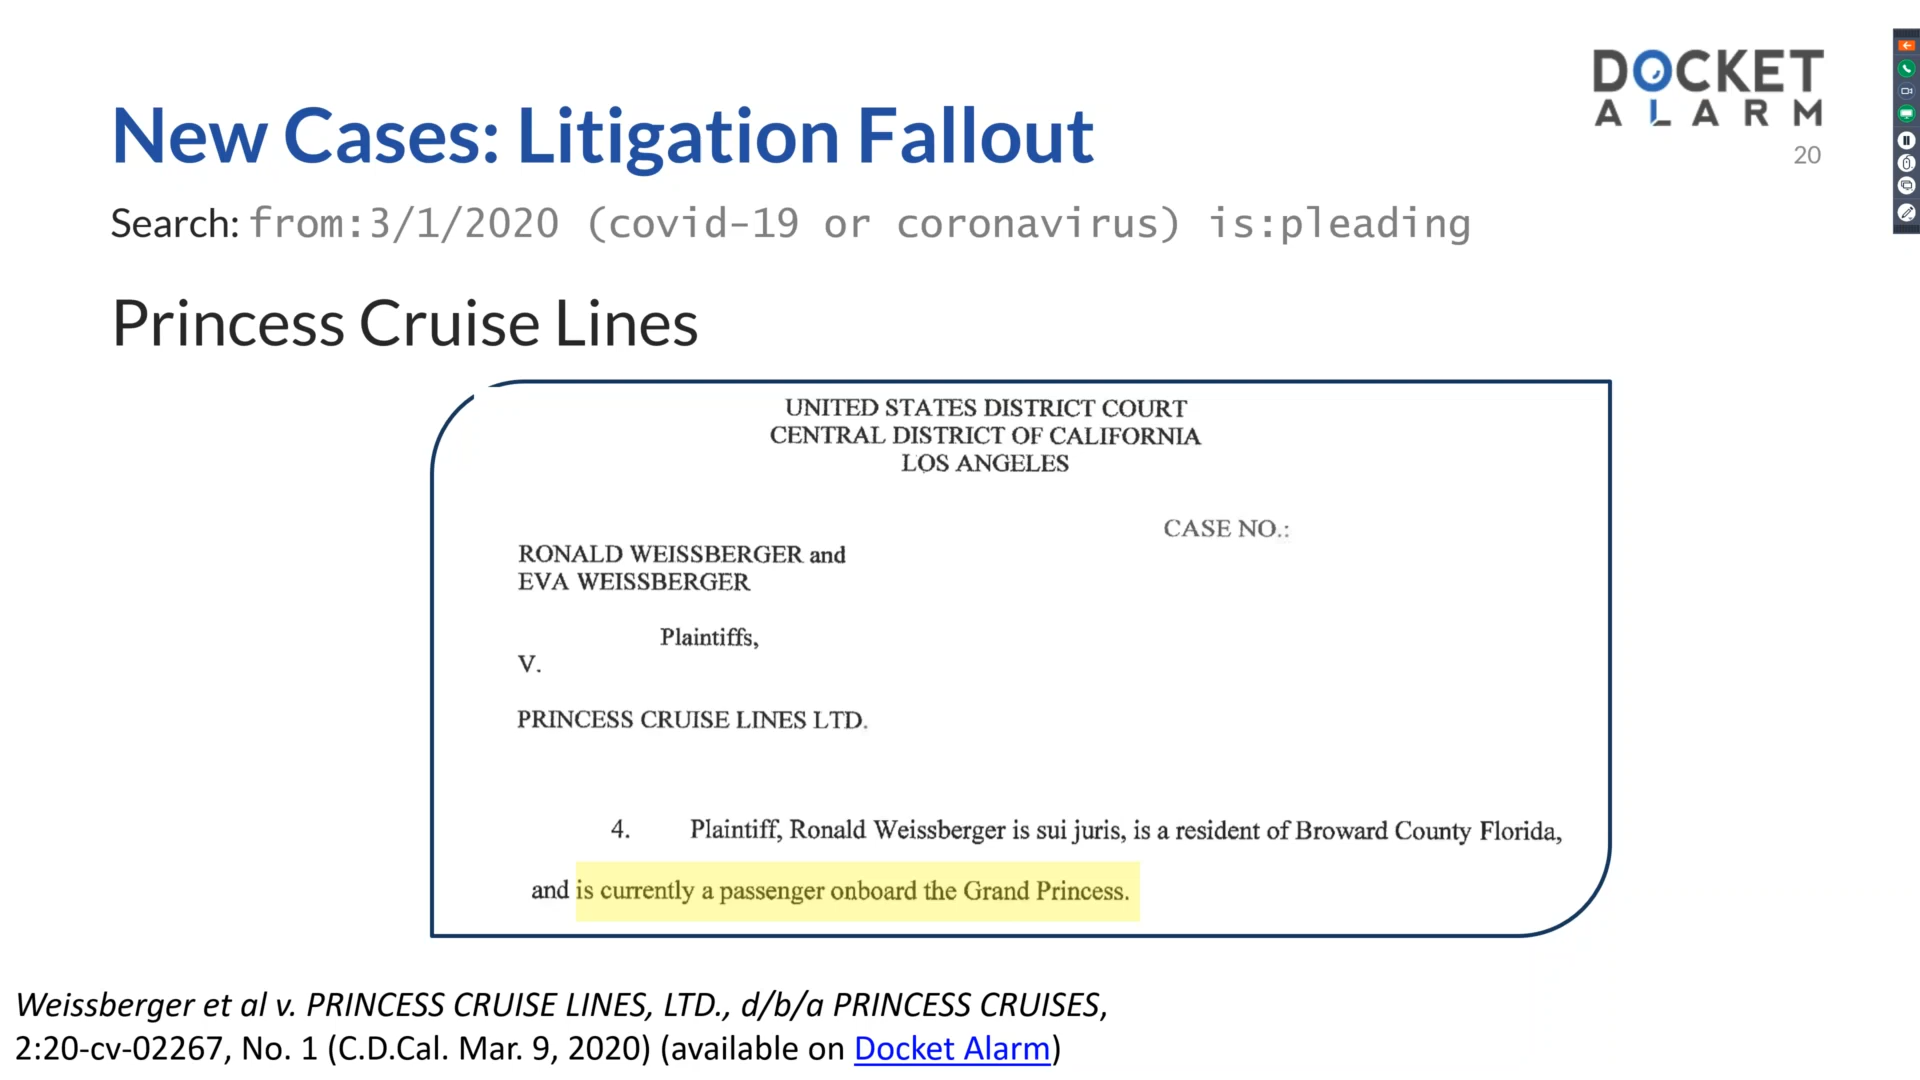 DOCKET
ALARM
20
New Cases: Litigation Fallout
Search: from:3/1/2020 (covid-19 or coronavirus) is:pleading
Princess Cruise Lines
UNITED STATES DISTRICT COURT
CENTRAL DISTRICT OF CALIFORNIA
LOS ANGELES
CASE NO.:
RONALD WEISSBERGER and
EVA WEISSBERGER
Plaintiffs,
V.
PRINCESS CRUISE LINES LTD.
4. Plaintiff, Ronald Weissberger is sui juris, is a resident of Broward County Florida,
and is currently a passenger onboard the Grand Princess.
Weissberger et al v. PRINCESS CRUISE LINES, LTD., d/b/a PRINCESS CRUISES,
2:20-cv-02267, No. 1 (C.D.Cal. Mar. 9, 2020) (available on Docket Alarm)